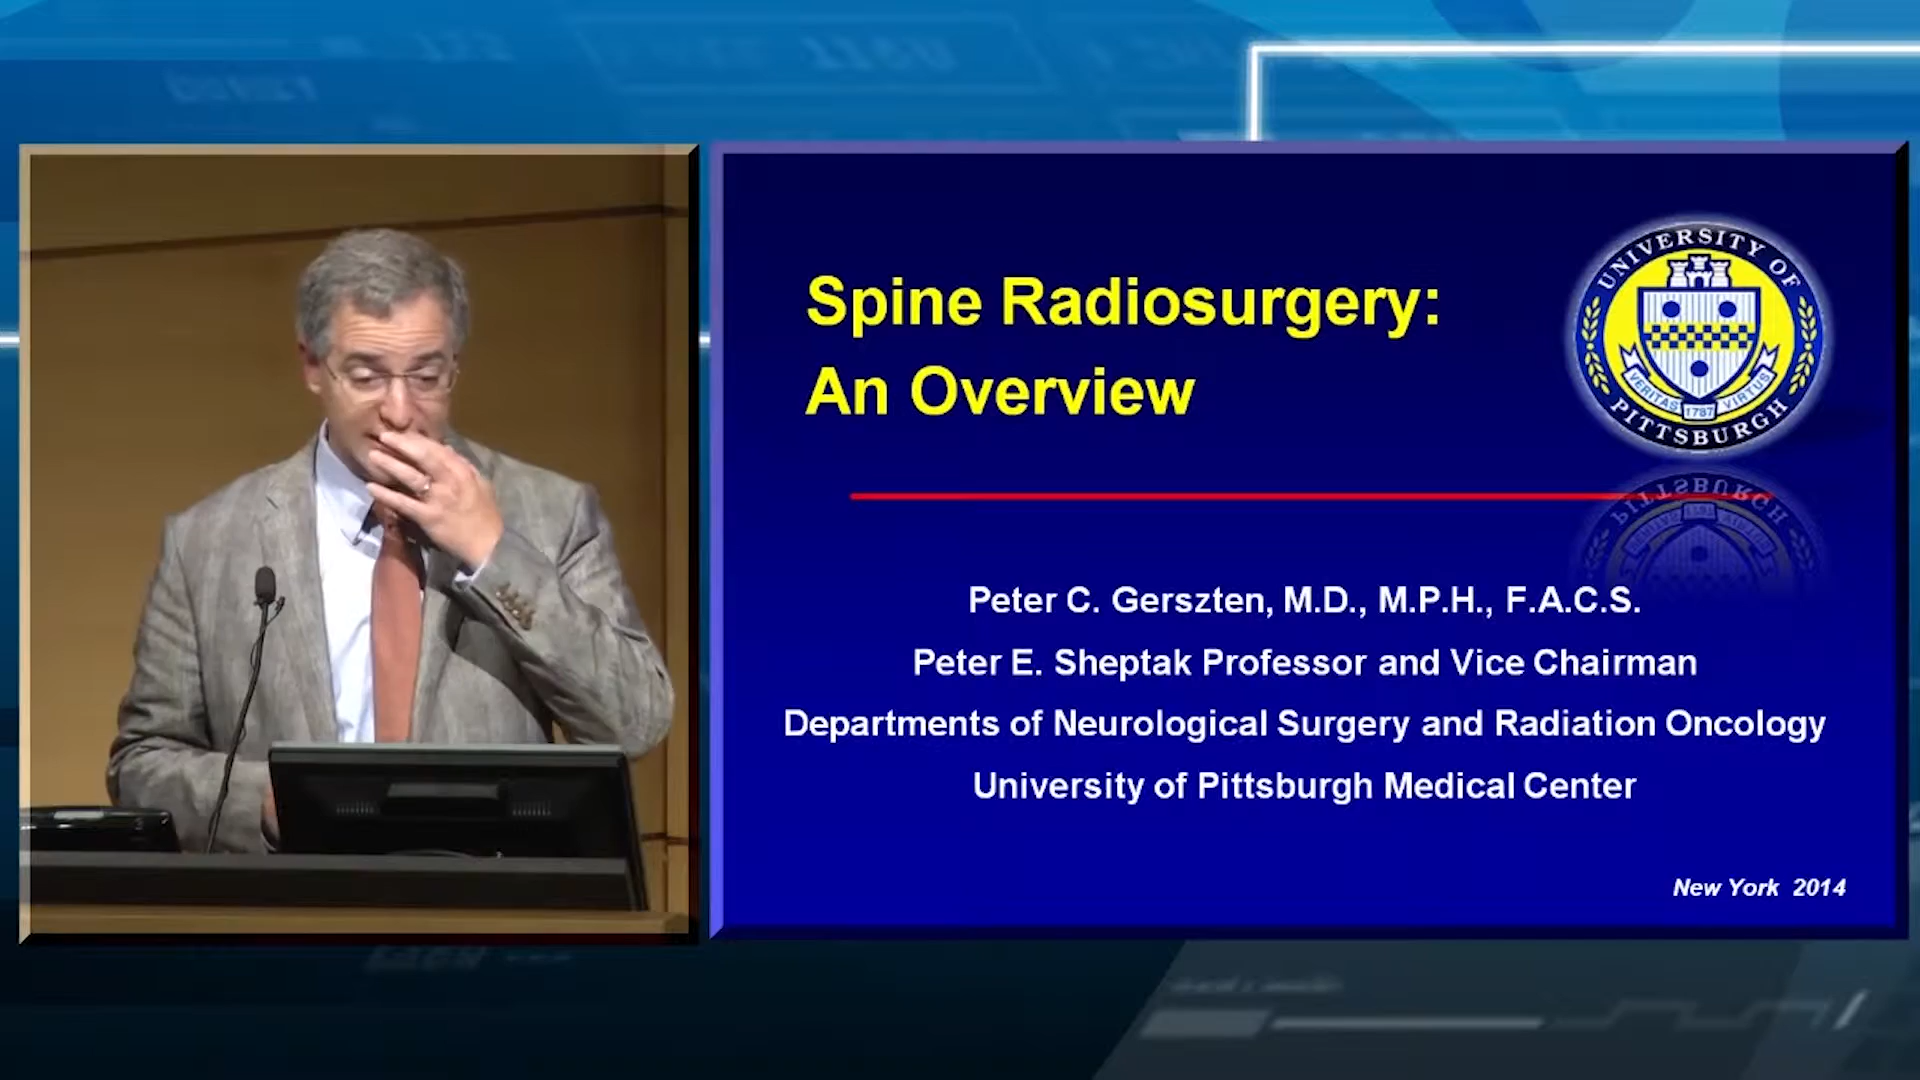 Spine Radiosurgery:
An Overview
UNIVERSITY OF
PITTSBURGH
VERITAS 1787 VIRTUS
Peter C. Gerszten, M.D., M.P.H., F.A.C.S.
Peter E. Sheptak Professor and Vice Chairman
Departments of Neurological Surgery and Radiation Oncology
University of Pittsburgh Medical Center
New York 2014